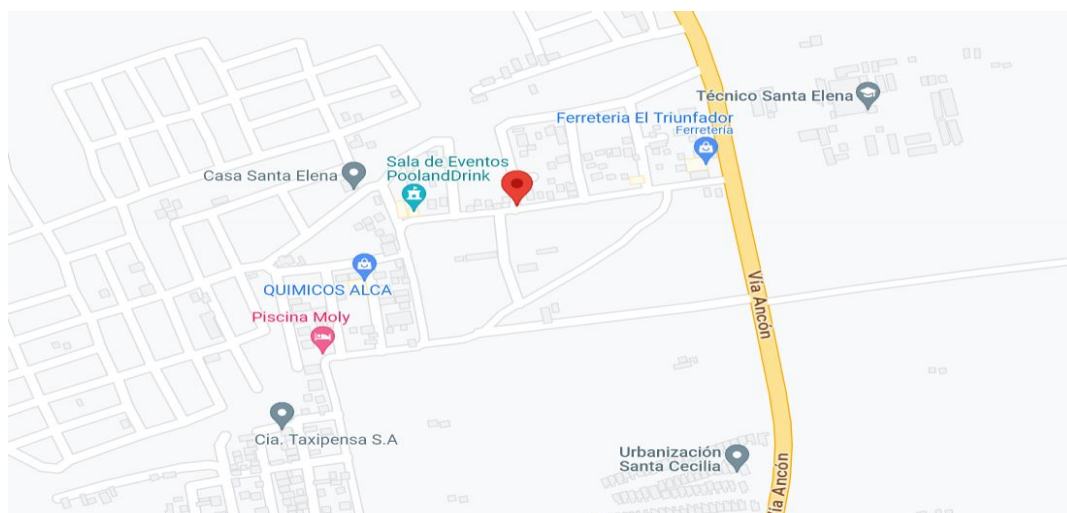 Técnico Santa Elena
Ferreteria El Triunfador
Ferretería
Sala de Eventos
PoolandDrink
Casa Santa Elena
QUIMICOS ALCA
Vía Ancón
Piscina Moly
Cia. Taxipensa S.A
Urbanización
Santa Cecilia
Vía Ancón